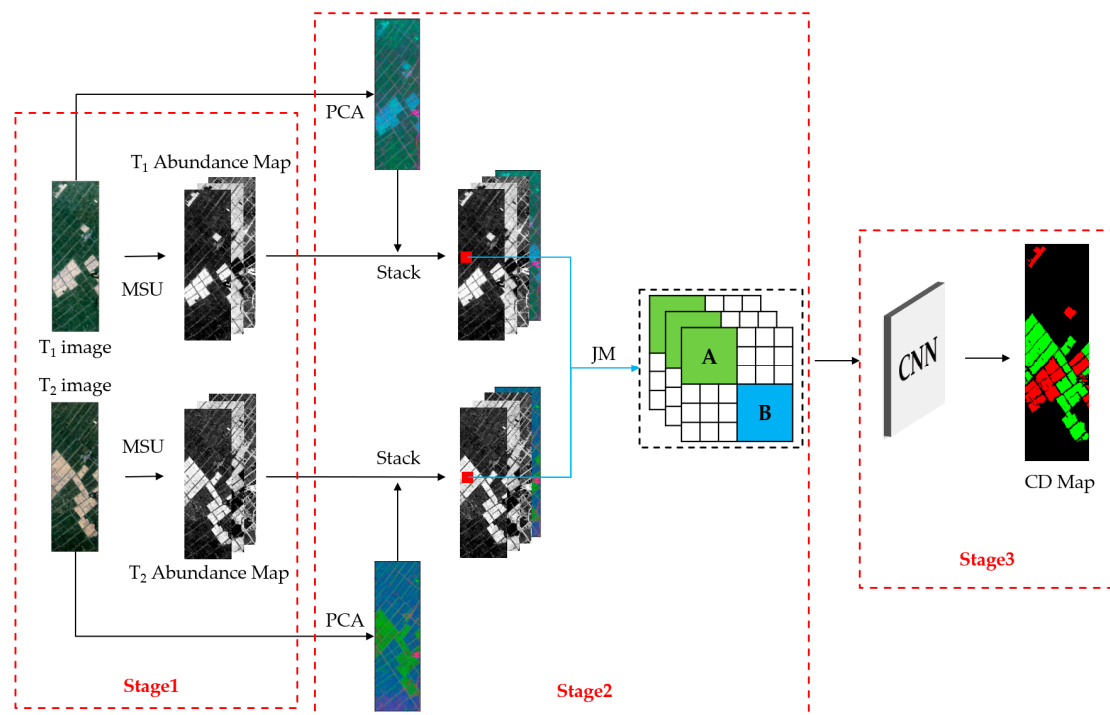 PCA
T₁ Abundance Map
MSU
Stack
T₁ image
T₂ image
JM
A
B
CNN
MSU
Stack
CD Map
T₂ Abundance Map
Stage3
PCA
Stage1
Stage2